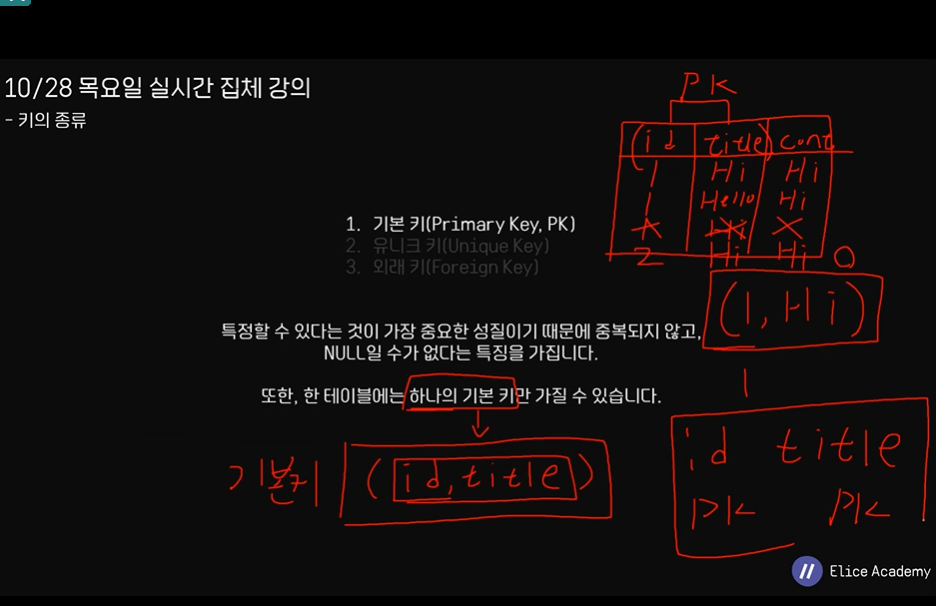 10/28 목요일 실시간 집체 강의
- 키의 종류
PK
(id title) cont
1 Hi Hi
1 Hello Hi
2 Hi Hi
(1, Hi)
1. 기본 키(Primary Key, PK)
2. 유니크 키(Unique Key)
3. 외래 키(Foreign Key)
특정할 수 있다는 것이 가장 중요한 성질이기 때문에 중복되지 않고,
NULL일 수가 없다는 특징을 가집니다.
또한, 한 테이블에는 하나의 기본 키만 가질 수 있습니다.
기본키 (id, title)
id title
PK PK
Elice Academy